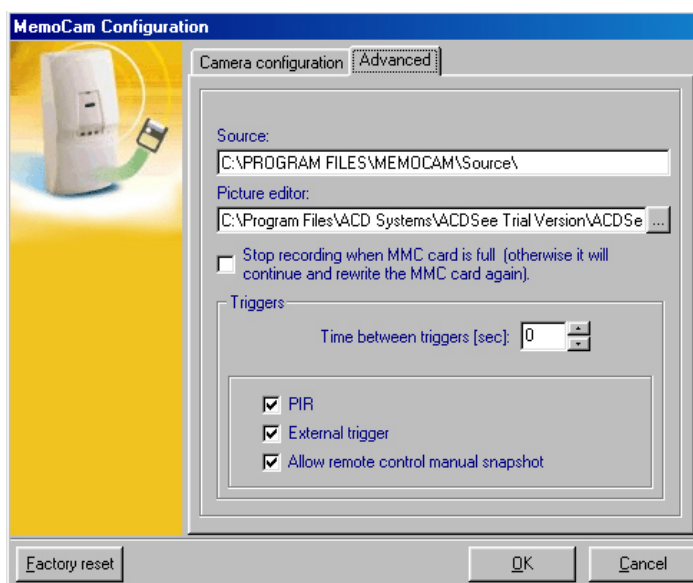 MemoCam Configuration
Camera configuration
Advanced
Source:
C:\PROGRAM FILES\MEMOCAM\Source\
Picture editor:
C:\Program Files\ACD Systems\ACDSee Trial Version\ACDSe
...
Stop recording when MMC card is full (otherwise it will
continue and rewrite the MMC card again).
Triggers
Time between triggers [sec]: 0
PIR
External trigger
Allow remote control manual snapshot
Factory reset
OK
Cancel